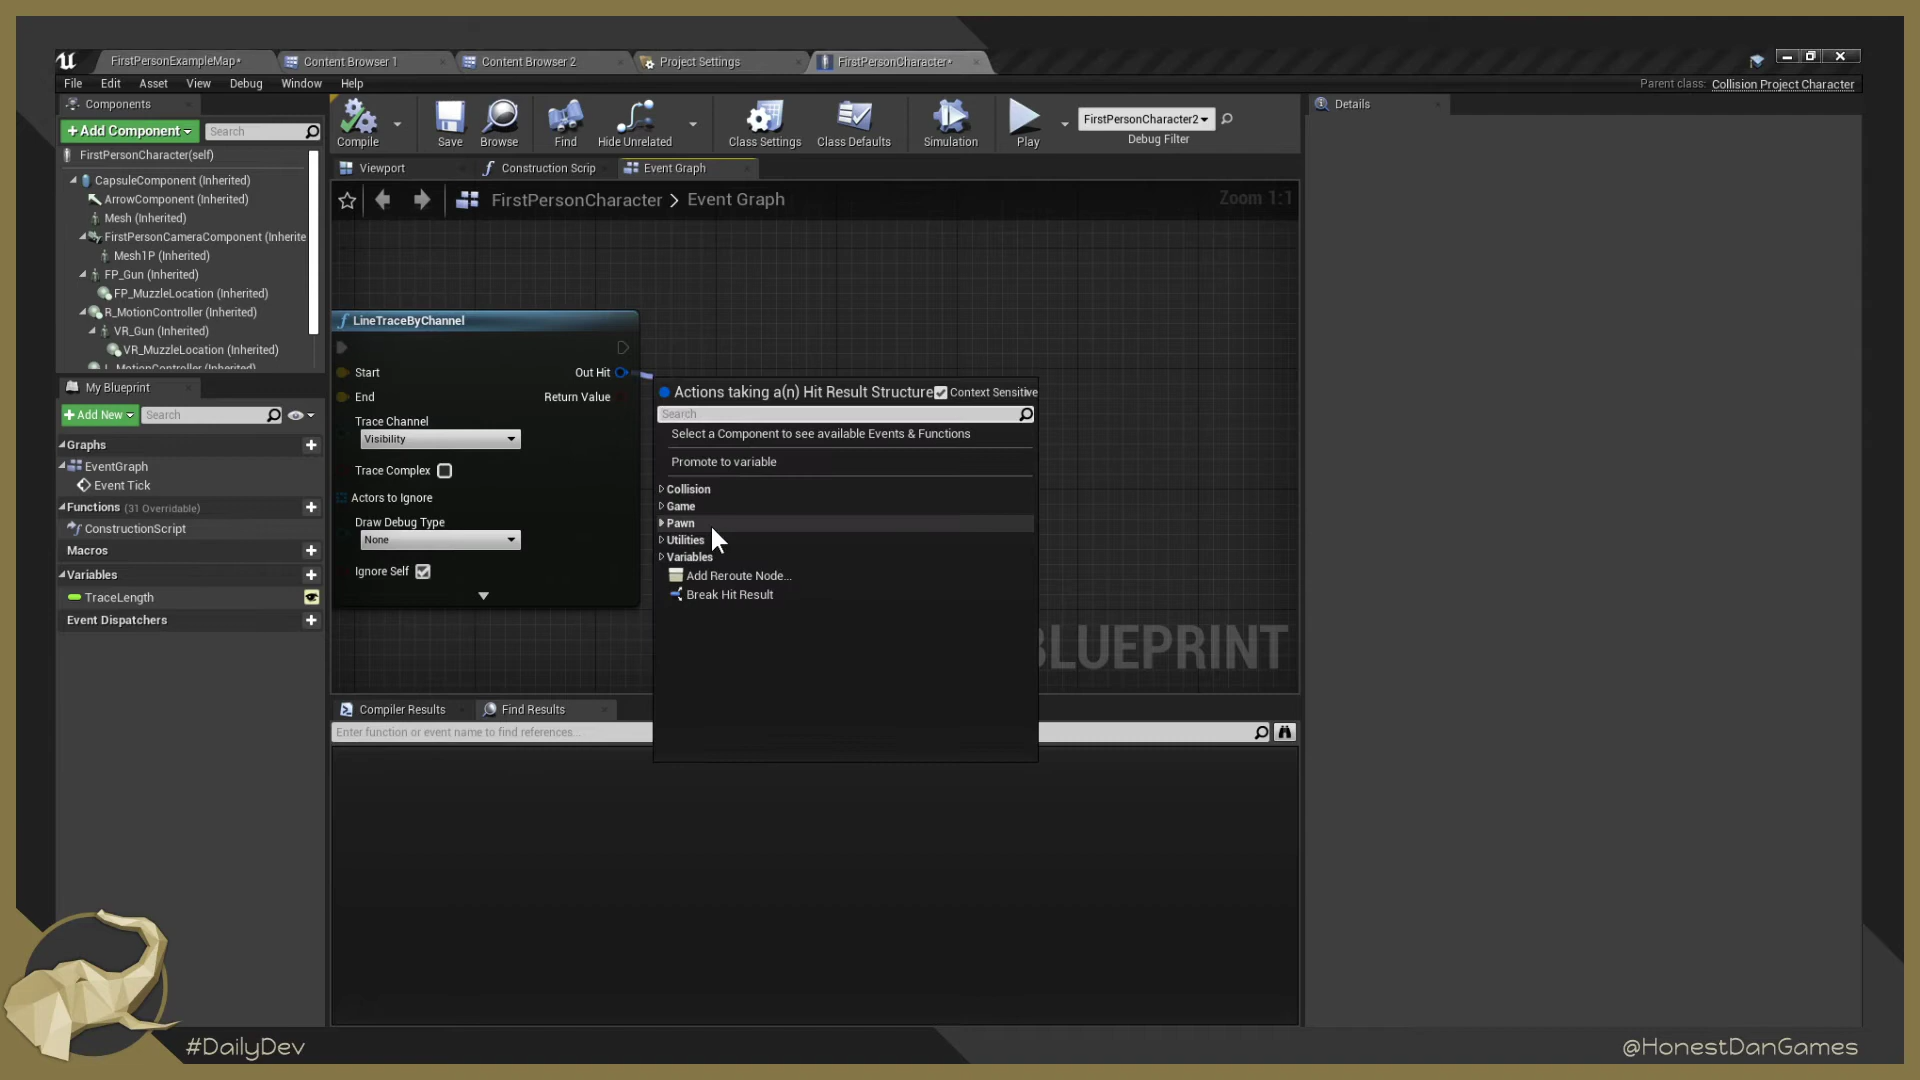 FirstPersonExampleMap*
Content Browser 1
Content Browser 2
Project Settings
FirstPersonCharacter*
File Edit Asset View Debug Window Help
Parent class: Collision Project Character
Components
+Add Component
Search
FirstPersonCharacter(self)
CapsuleComponent (Inherited)
ArrowComponent (Inherited)
Mesh (Inherited)
FirstPersonCameraComponent (Inherite
Mesh1P (Inherited)
FP_Gun (Inherited)
FP_MuzzleLocation (Inherited)
R_MotionController (Inherited)
VR_Gun (Inherited)
VR_MuzzleLocation (Inherited)
L_MotionController (Inherited)
My Blueprint
+Add New
Search
Graphs
EventGraph
Event Tick
Functions (31 Overridable)
ConstructionScript
Macros
Variables
TraceLength
Event Dispatchers
Compile
Save
Browse
Find
Hide Unrelated
Class Settings
Class Defaults
Simulation
Play
FirstPersonCharacter2
Debug Filter
Viewport
Construction Scrip
Event Graph
FirstPersonCharacter > Event Graph
Zoom 1:1
LineTraceByChannel
Start
Out Hit
End
Return Value
Trace Channel
Visibility
Trace Complex
Actors to Ignore
Draw Debug Type
None
Ignore Self
Actions taking a(n) Hit Result Structure
Context Sensitive
Search
Select a Component to see available Events & Functions
Promote to variable
Collision
Game
Pawn
Utilities
Variables
Add Reroute Node...
Break Hit Result
BLUEPRINT
Compiler Results
Find Results
Enter function or event name to find references...
Details
#DailyDev
@HonestDanGames